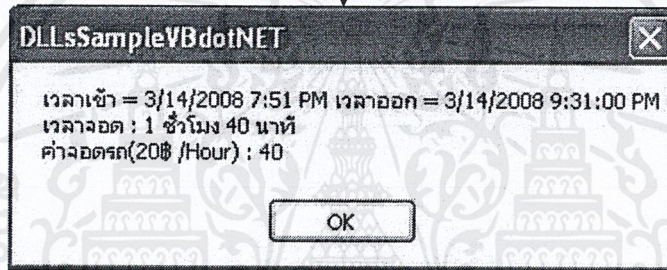 DLLsSampleVBdotNET
เวลาเข้า = 3/14/2008 7:51 PM เวลาออก = 3/14/2008 9:31:00 PM
เวลาจอด : 1 ชั่วโมง 40 นาที
ค่าจอดรถ(20฿ /Hour) : 40
OK